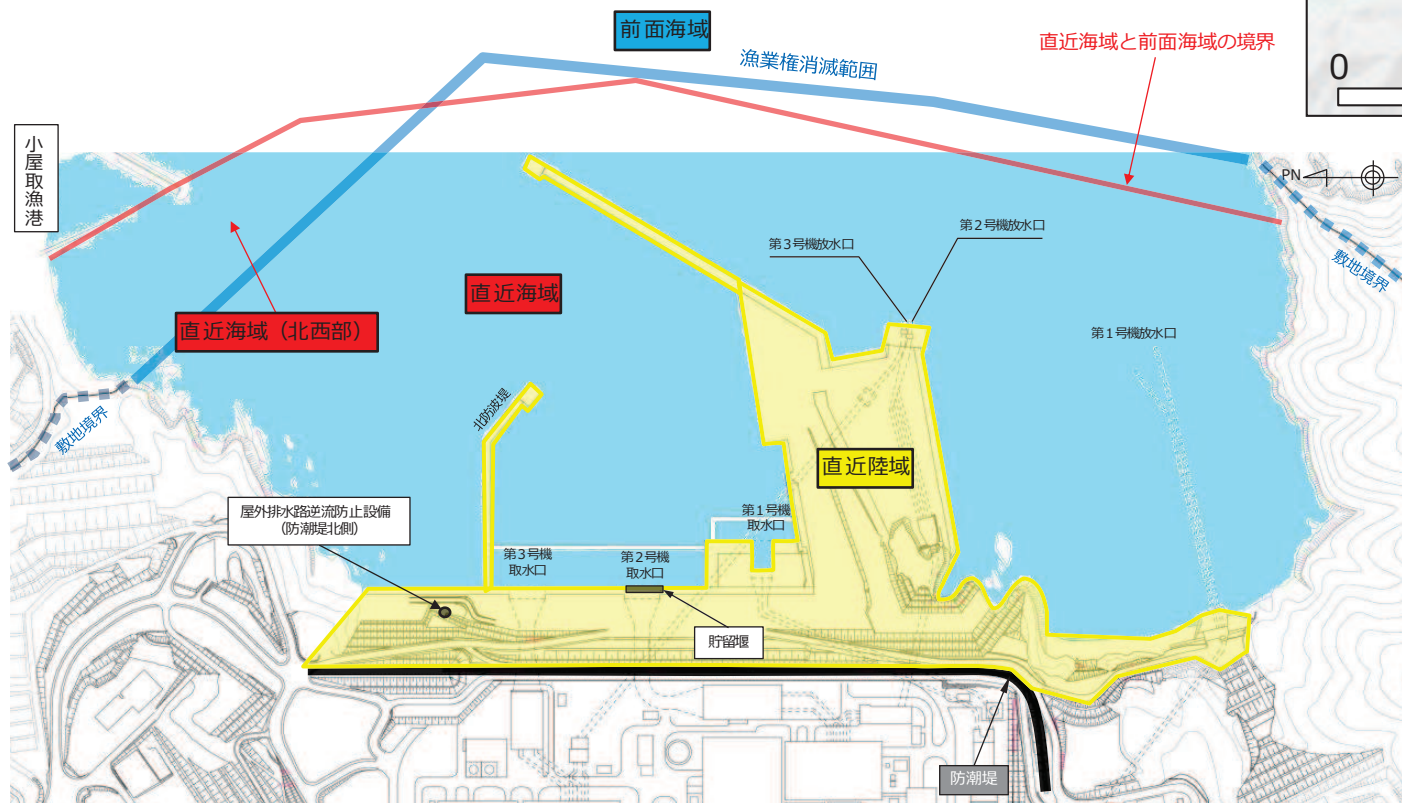 前面海域
直近海域と前面海域の境界
漁業権消滅範囲
0
小屋取漁港
PN
第3号機放水口
第2号機放水口
敷地境界
直近海域
直近海域（北西部）
第1号機放水口
敷地境界
北防波堤
直近陸域
屋外排水路逆流防止設備
（防潮堤北側）
第1号機
取水口
第3号機
取水口
第2号機
取水口
貯留堰
防潮堤